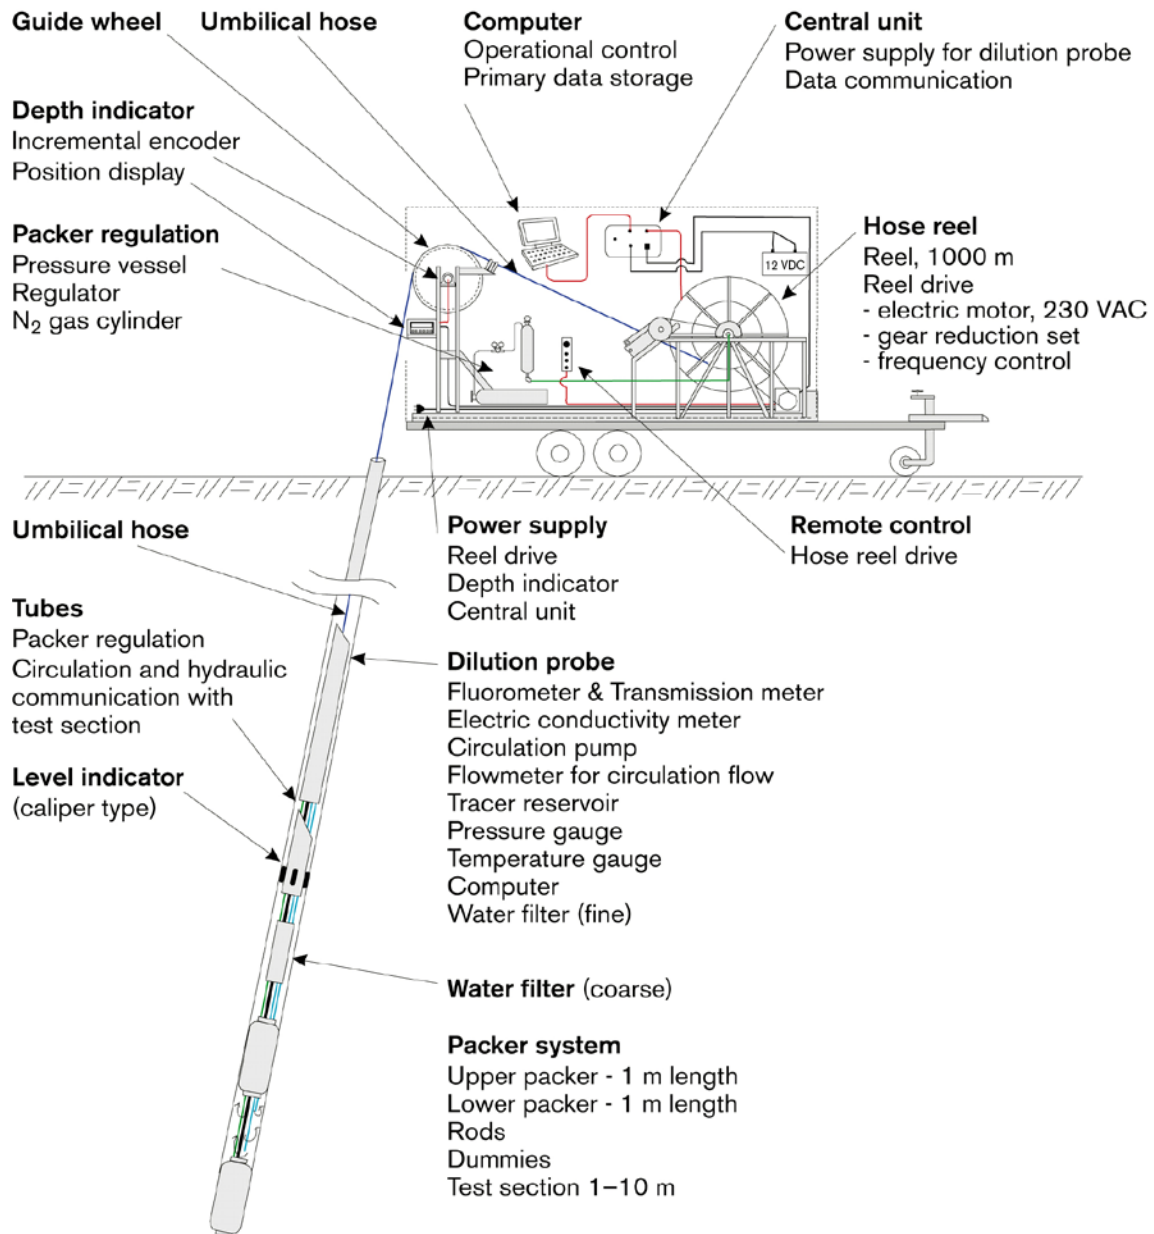 Guide wheel
Umbilical hose
Computer
Operational control
Primary data storage
Central unit
Power supply for dilution probe
Data communication
Depth indicator
Incremental encoder
Position display
Packer regulation
Pressure vessel
Regulator
N₂ gas cylinder
12 VDC
Hose reel
Reel, 1000 m
Reel drive
- electric motor, 230 VAC
- gear reduction set
- frequency control
Umbilical hose
Power supply
Reel drive
Depth indicator
Central unit
Remote control
Hose reel drive
Tubes
Packer regulation
Circulation and hydraulic
communication with
test section
Level indicator
(caliper type)
Dilution probe
Fluorometer & Transmission meter
Electric conductivity meter
Circulation pump
Flowmeter for circulation flow
Tracer reservoir
Pressure gauge
Temperature gauge
Computer
Water filter (fine)
Water filter (coarse)
Packer system
Upper packer - 1 m length
Lower packer - 1 m length
Rods
Dummies
Test section 1–10 m